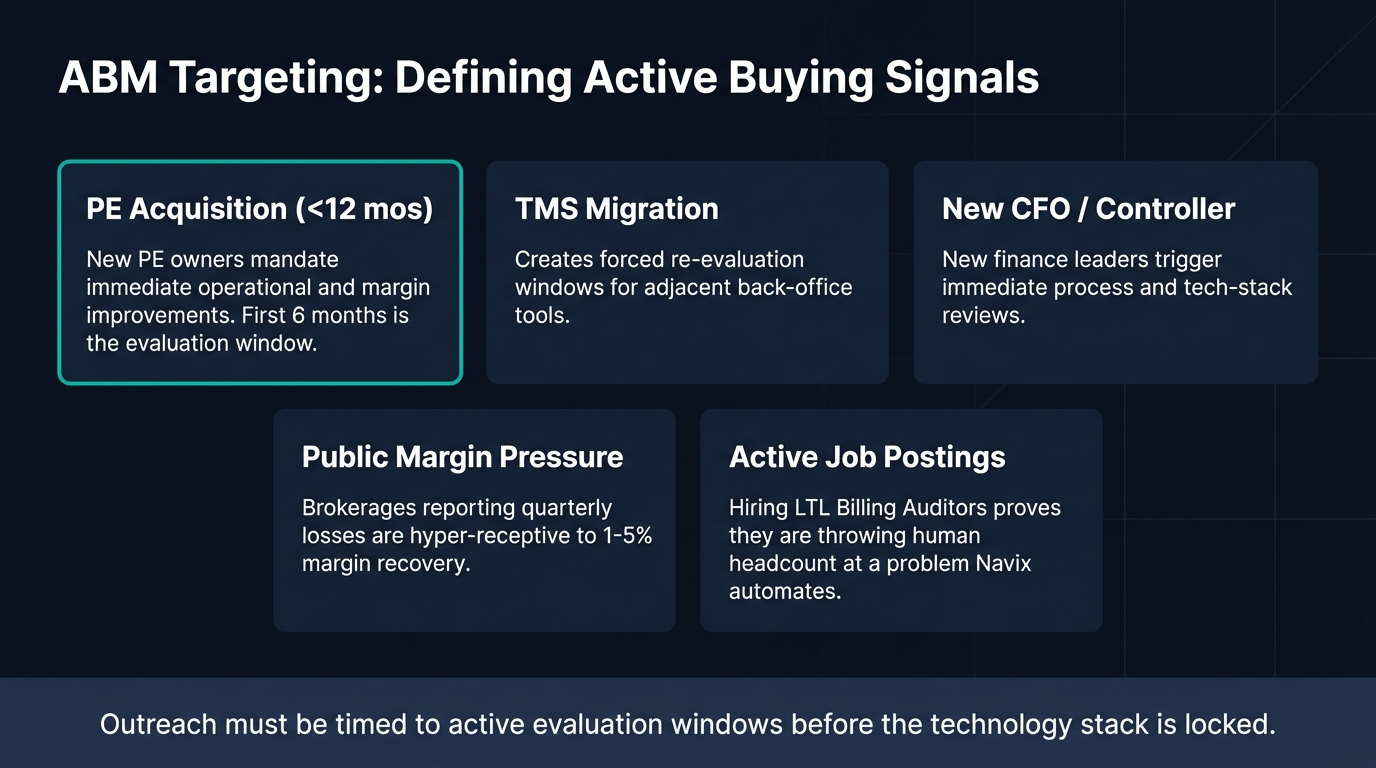 ABM Targeting: Defining Active Buying Signals
PE Acquisition (<12 mos)
New PE owners mandate
immediate operational and margin
improvements. First 6 months is
the evaluation window.
TMS Migration
Creates forced re-evaluation
windows for adjacent back-office
tools.
New CFO / Controller
New finance leaders trigger
immediate process and tech-stack
reviews.
Public Margin Pressure
Brokerages reporting quarterly
losses are hyper-receptive to 1-5%
margin recovery.
Active Job Postings
Hiring LTL Billing Auditors proves
they are throwing human
headcount at a problem Navix
automates.
Outreach must be timed to active evaluation windows before the technology stack is locked.